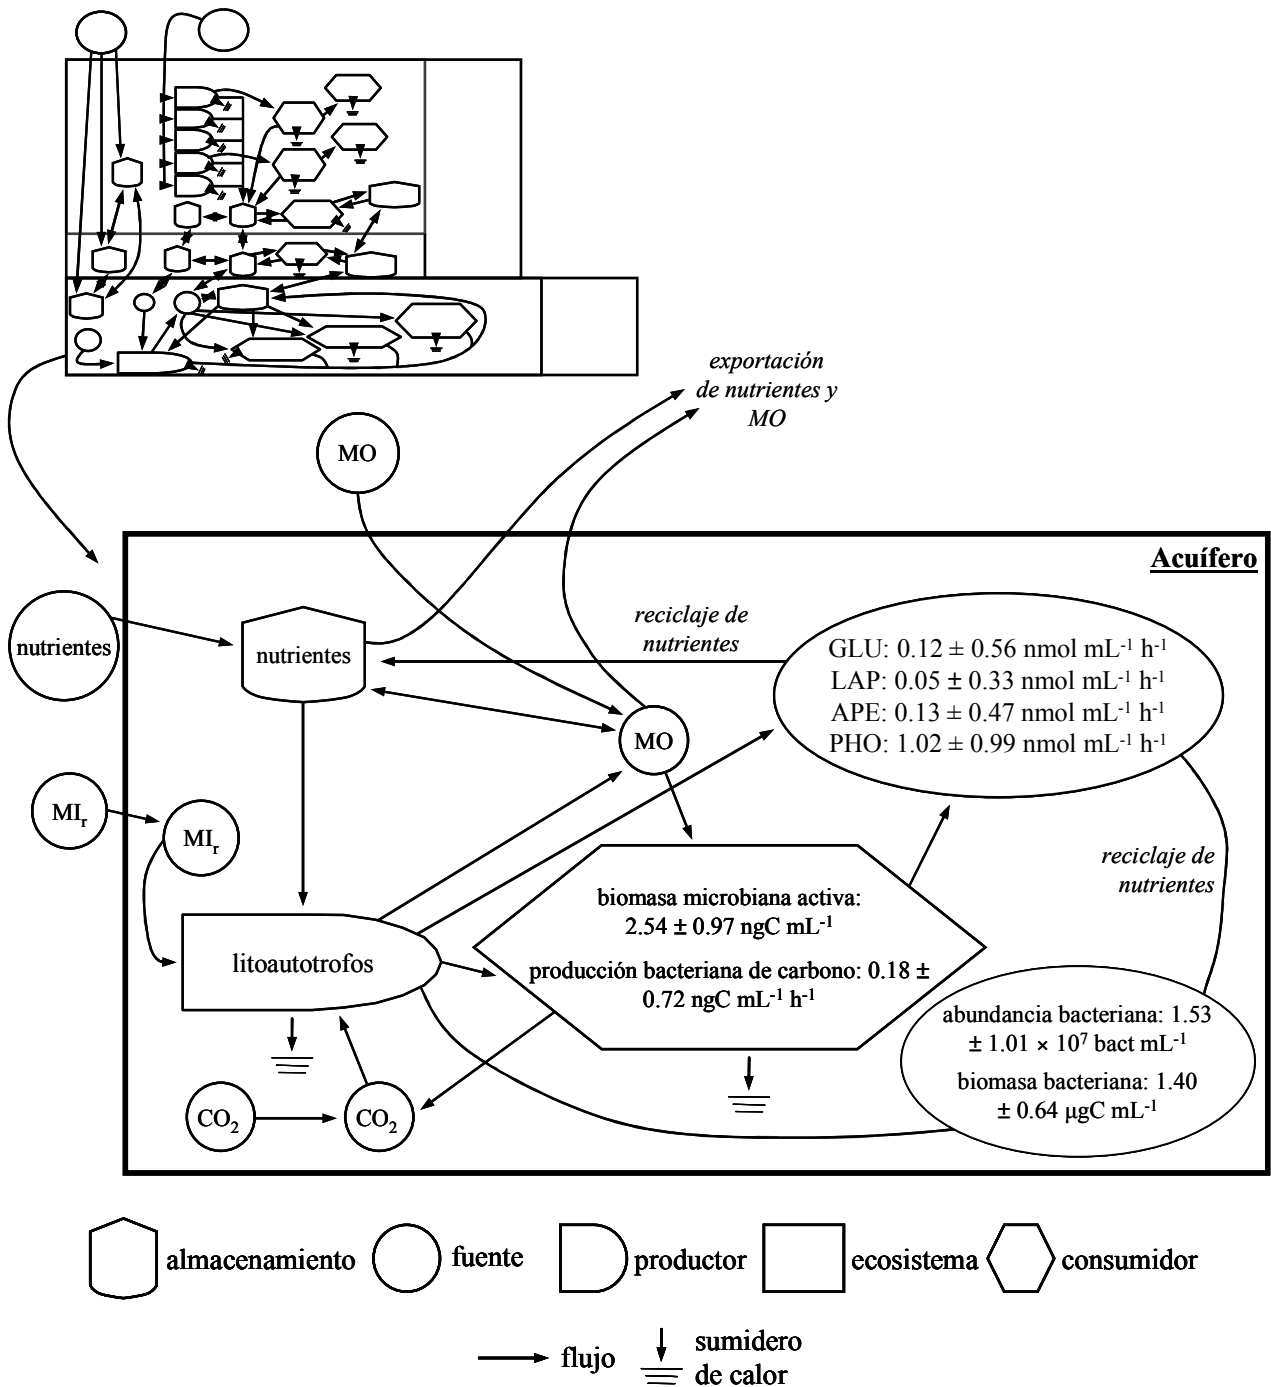 exportación
de nutrientes y
MO
MO
Acuífero
nutrientes
nutrientes
reciclaje de
nutrientes
GLU: 0.12 ± 0.56 nmol mL⁻¹ h⁻¹
LAP: 0.05 ± 0.33 nmol mL⁻¹ h⁻¹
APE: 0.13 ± 0.47 nmol mL⁻¹ h⁻¹
PHO: 1.02 ± 0.99 nmol mL⁻¹ h⁻¹
MO
MIᵣ
MIᵣ
reciclaje de
nutrientes
biomasa microbiana activa:
2.54 ± 0.97 ngC mL⁻¹
producción bacteriana de carbono: 0.18 ±
0.72 ngC mL⁻¹ h⁻¹
litoautotrofos
abundancia bacteriana: 1.53
± 1.01 × 10⁷ bact mL⁻¹
biomasa bacteriana: 1.40
± 0.64 µgC mL⁻¹
CO₂
CO₂
almacenamiento
fuente
productor
ecosistema
consumidor
flujo
sumidero
de calor